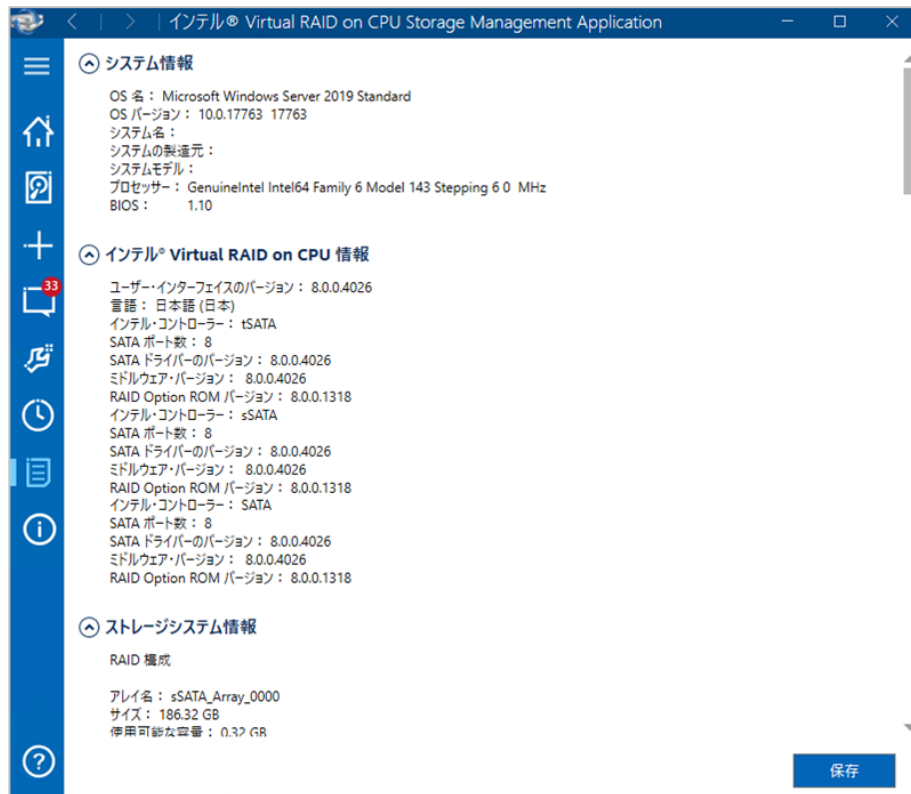 インテル® Virtual RAID on CPU Storage Management Application
システム情報
OS 名： Microsoft Windows Server 2019 Standard
OS バージョン： 10.0.17763 17763
システム名：
システムの製造元：
システムモデル：
プロセッサー： GenuineIntel Intel64 Family 6 Model 143 Stepping 6 0 MHz
BIOS： 1.10
インテル® Virtual RAID on CPU 情報
ユーザー・インターフェイスのバージョン： 8.0.0.4026
言語： 日本語 (日本)
インテル・コントローラー： tSATA
SATA ポート数： 8
SATA ドライバーのバージョン： 8.0.0.4026
ミドルウェア・バージョン： 8.0.0.4026
RAID Option ROM バージョン： 8.0.0.1318
インテル・コントローラー： sSATA
SATA ポート数： 8
SATA ドライバーのバージョン： 8.0.0.4026
ミドルウェア・バージョン： 8.0.0.4026
RAID Option ROM バージョン： 8.0.0.1318
インテル・コントローラー： SATA
SATA ポート数： 8
SATA ドライバーのバージョン： 8.0.0.4026
ミドルウェア・バージョン： 8.0.0.4026
RAID Option ROM バージョン： 8.0.0.1318
33
ストレージシステム情報
RAID 構成
アレイ名： sSATA_Array_0000
サイズ： 186.32 GB
使用可能な容量： 0.32 GB
保存